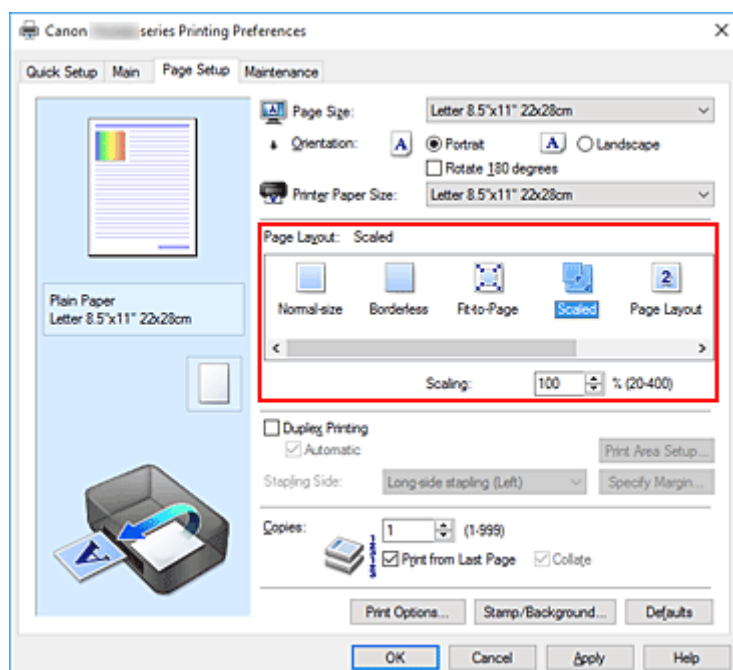 Canon series Printing Preferences
Quick Setup Main Page Setup Maintenance
Page Size: Letter 8.5"x11" 22x28cm
Orientation: A Portrait A Landscape
Rotate 180 degrees
Printer Paper Size: Letter 8.5"x11" 22x28cm
Page Layout: Scaled
2
Normal-size Borderless Fit-to-Page Scaled Page Layout
Scaling: 100 % (20-400)
Plain Paper
Letter 8.5"x11" 22x28cm
Duplex Printing
Automatic Print Area Setup...
Stapling Side: Long-side stapling (Left) Specify Margin...
Copies: 1 (1-999)
Print from Last Page Collate
A
Print Options... Stamp/Background... Defaults
OK Cancel Apply Help